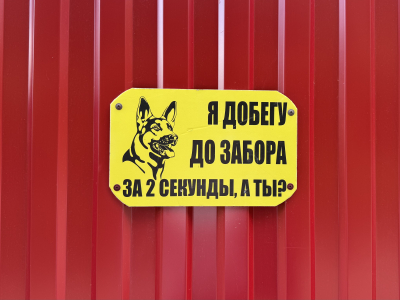 Я ДОБЕГУ
ДО ЗАБОРА
ЗА 2 СЕКУНДЫ, А ТЫ?